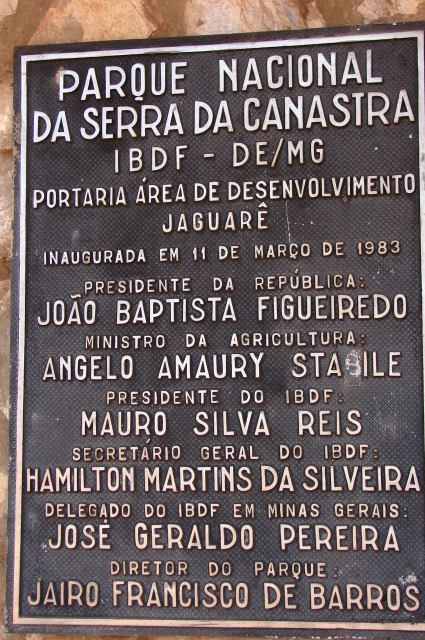 PARQUE NACIONAL
DA SERRA DA CANASTRA
IBDF - DE/MG
PORTARIA ÁREA DE DESENVOLVIMENTO
JAGUARÊ
INAUGURADA EM 11 DE MARÇO DE 1983
PRESIDENTE DA REPÚBLICA:
JOÃO BAPTISTA FIGUEIREDO
MINISTRO DA AGRICULTURA:
ANGELO AMAURY
PRESIDENTE DO IBDF:
MAURO SILVA REIS
SECRETÁRIO GERAL DO IBDF:
HAMILTON MARTINS DA SILVEIRA
DELEGADO DO IBDF EM MINAS GERAIS:
JOSÉ GERALDO PEREIRA
DIRETOR DO PARQUE:
JAIRO FRANCISCO DE BARROS